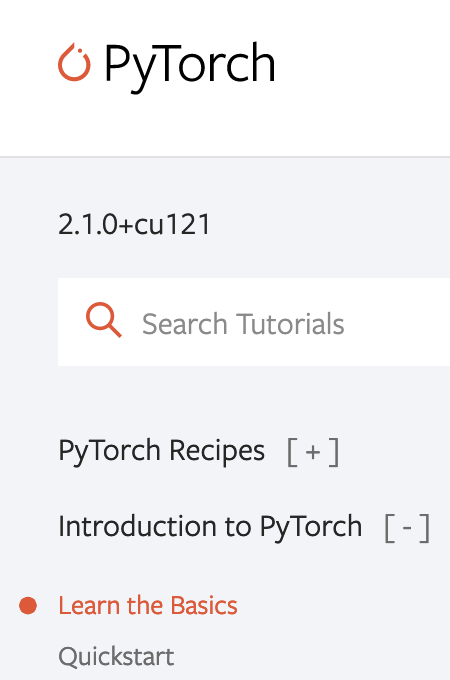 PyTorch
2.1.0+cu121
Search Tutorials
PyTorch Recipes [ + ]
Introduction to PyTorch [ - ]
Learn the Basics
Quickstart